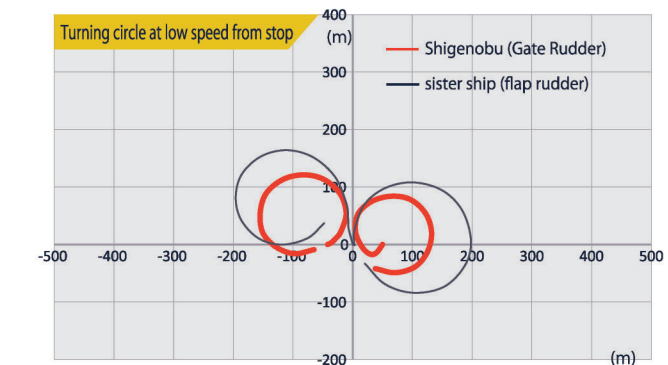 Turning circle at low speed from stop
400
(m)
Shigenobu (Gate Rudder)
sister ship (flap rudder)
300
200
100
0
-500 -400 -300 -200 -100 0 100 200 300 400 500
-100
-200
(m)